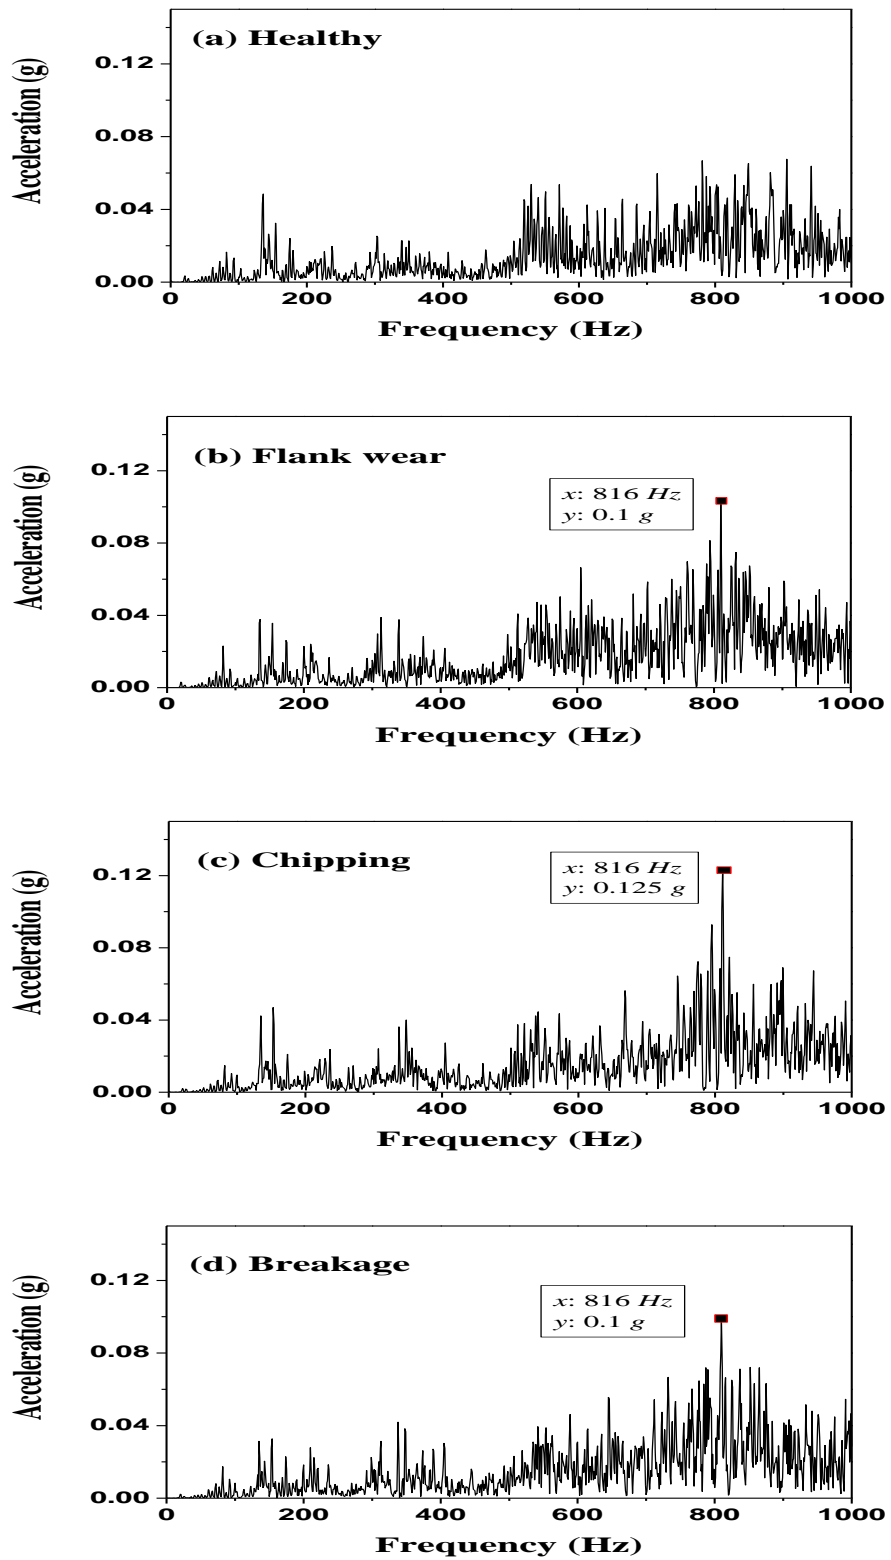 (a) Healthy
Acceleration (g)
0.12
0.08
0.04
0.00
0 200 400 600 800 1000
Frequency (Hz)
(b) Flank wear
Acceleration (g)
0.12
0.08
0.04
0.00
x: 816 Hz
y: 0.1 g
0 200 400 600 800 1000
Frequency (Hz)
(c) Chipping
Acceleration (g)
0.12
0.08
0.04
0.00
x: 816 Hz
y: 0.125 g
0 200 400 600 800 1000
Frequency (Hz)
(d) Breakage
Acceleration (g)
0.12
0.08
0.04
0.00
x: 816 Hz
y: 0.1 g
0 200 400 600 800 1000
Frequency (Hz)